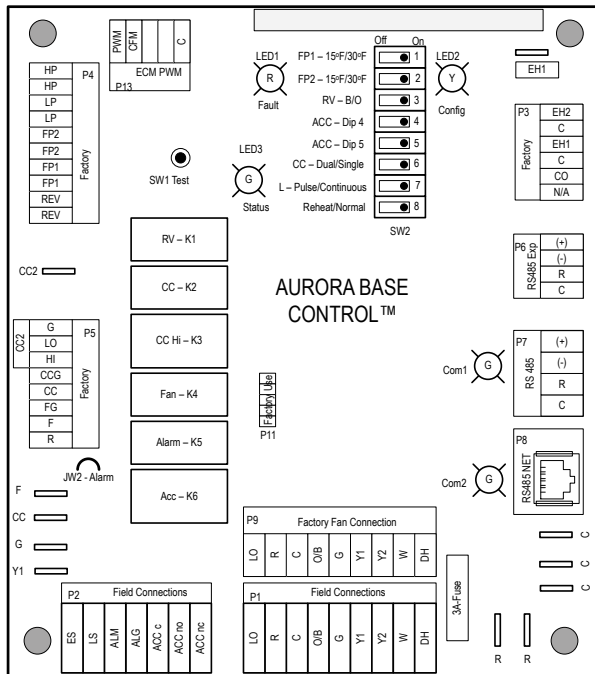 PWM
CFM
C
P13
ECM PWM
Off On
LED1
R
Fault
LED2
Y
Config
FP1 – 15ºF/30ºF 1
FP2 – 15ºF/30ºF 2
RV – B/O 3
ACC – Dip 4 4
ACC – Dip 5 5
CC – Dual/Single 6
L – Pulse/Continuous 7
Reheat/Normal 8
SW2
EH1
P4
HP
HP
LP
LP
FP2
FP2
FP1
FP1
REV
REV
Factory
SW1 Test
LED3
G
Status
P3
EH2
C
EH1
C
CO
N/A
Factory
RV – K1
CC – K2
CC Hi – K3
Fan – K4
Alarm – K5
Acc – K6
CC2
AURORA BASE
CONTROL™
P6
RS485 Exp
(+)
(-)
R
C
CC2
P5
G
LO
HI
CCG
CC
FG
F
R
Factory
JW2 - Alarm
Factory Use
P11
Com1
G
P7
RS 485
(+)
(-)
R
C
Com2
G
P8
RS485 NET
F
CC
G
Y1
P9 Factory Fan Connection
LO
R
C
O/B
G
Y1
Y2
W
DH
C
C
C
P2 Field Connections
ES
LS
ALM
ALG
ACC c
ACC no
ACC nc
P1 Field Connections
LO
R
C
O/B
G
Y1
Y2
W
DH
3A-Fuse
R R